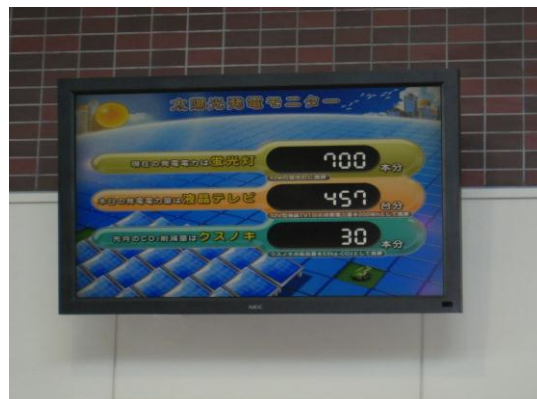 太陽光発電モニター
現在の発電電力は蛍光灯 700 本分
本日の発電電力量は液晶テレビ 457 台分
先月のCO2削減量はクスノキ 30 本分
NEC